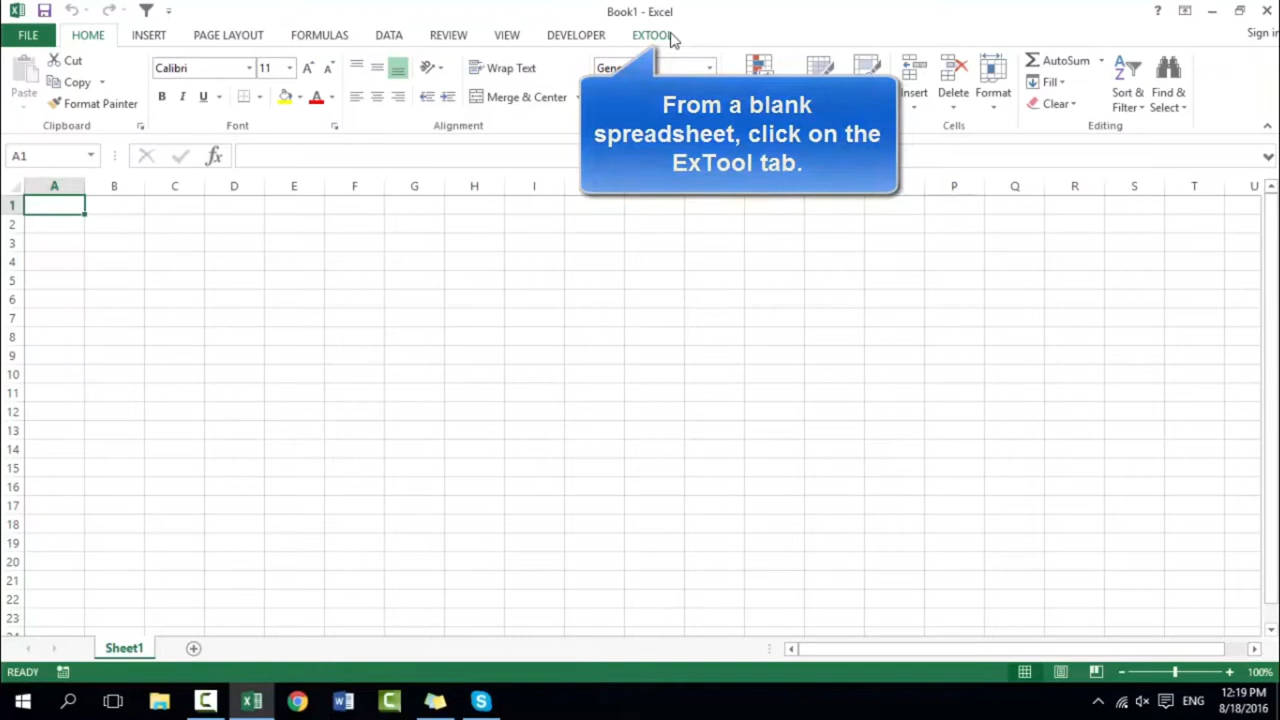 Book1 - Excel
?
FILE HOME INSERT PAGE LAYOUT FORMULAS DATA REVIEW VIEW DEVELOPER EXTOOL Sign in
Paste
Cut
Copy
Format Painter
Clipboard
Calibri 11
B I U
Font
Wrap Text
Merge & Center
Alignment
From a blank
spreadsheet, click on the
ExTool tab.
Insert Delete Format
Cells
AutoSum
Fill
Clear
Sort &
Filter
Find &
Select
Editing
A1
fx
A B C D E F G H I P Q R S T U
1
2
3
4
5
6
7
8
9
10
11
12
13
14
15
16
17
18
19
20
21
22
23
Sheet1
READY
100%
ENG
12:19 PM
8/18/2016